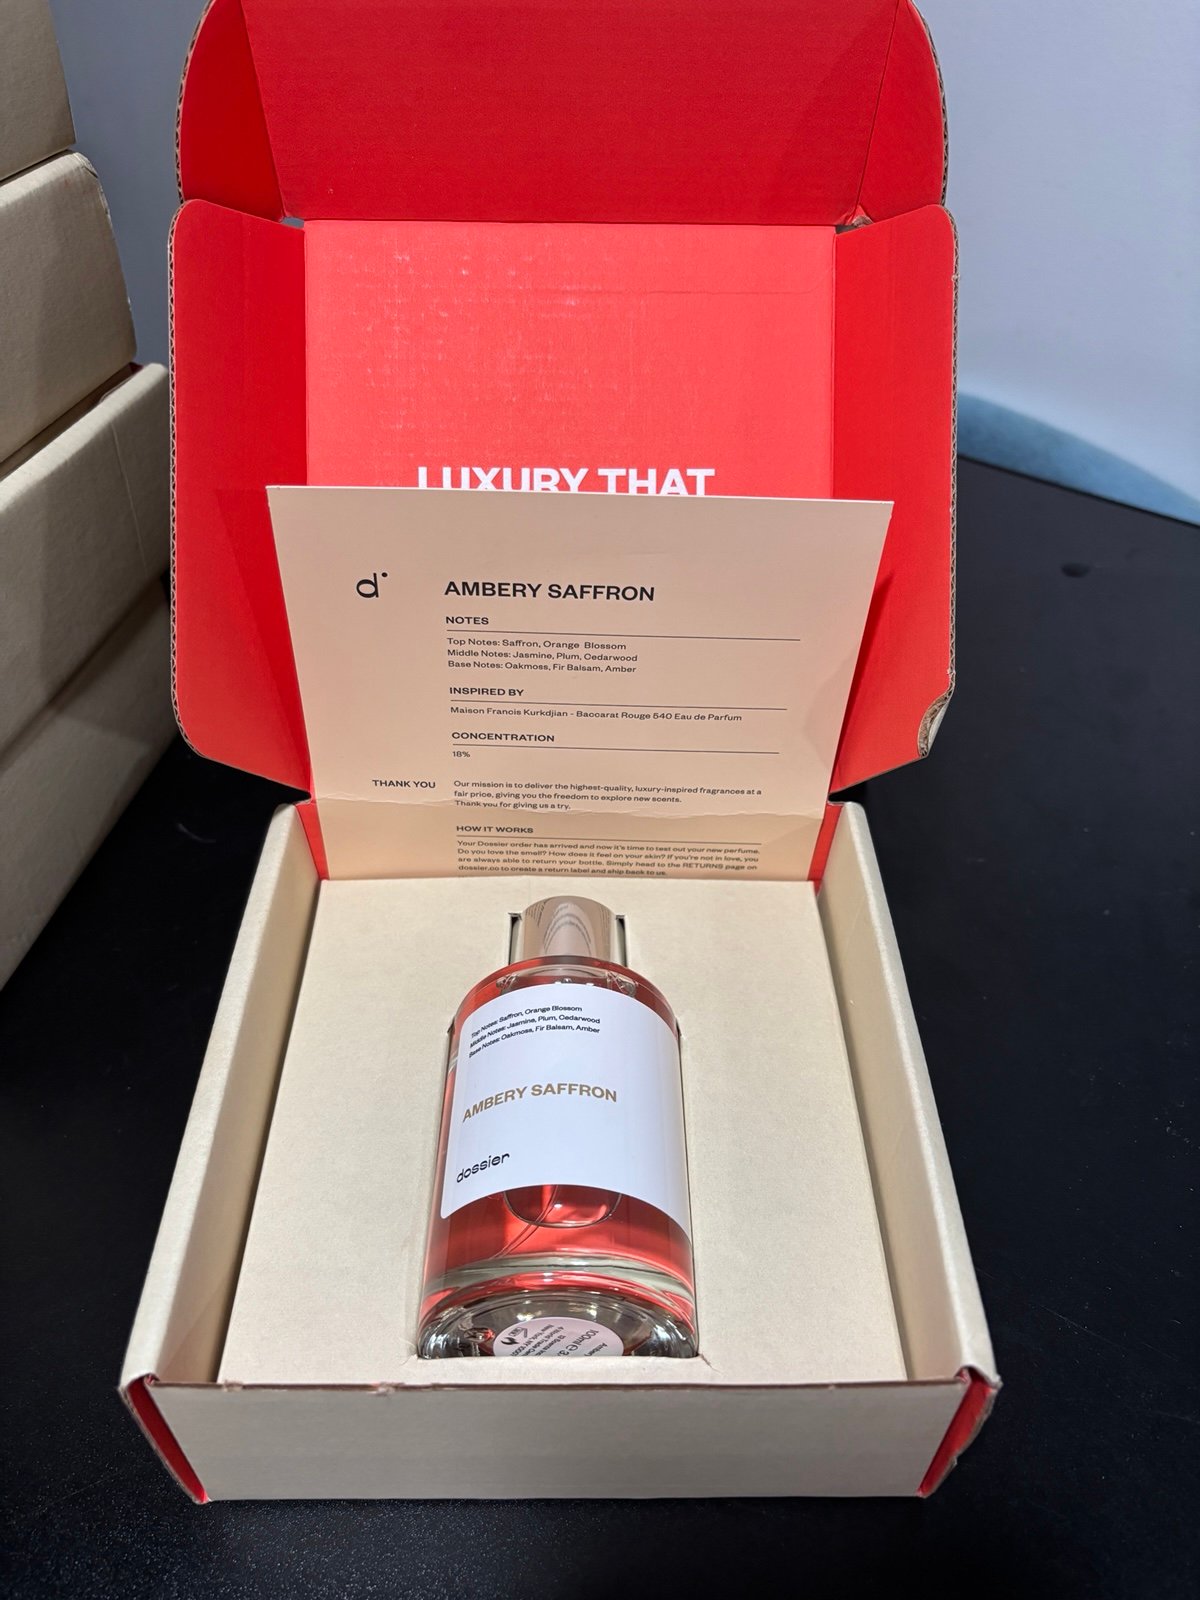 LUXURY THAT
d
AMBERY SAFFRON
NOTES
Top Notes: Saffron, Orange Blossom
Middle Notes: Jasmine, Plum, Cedarwood
Base Notes: Oakmoss, Fir Balsam, Amber
INSPIRED BY
Maison Francis Kurkdjian - Baccarat Rouge 540 Eau de Parfum
CONCENTRATION
18%
THANK YOU
Our mission is to deliver the highest-quality, luxury-inspired fragrances at a
fair price, giving you the freedom to explore new scents.
Thank you for giving us a try,
HOW IT WORKS
Your Dossier order has arrived and now it's time to test out your new perfume.
Do you love the smell? How does it feel on your skin? If you're not in love, you
are always able to return your bottle. Simply head to the RETURNS page on
dossier.co to create a return label and ship back to us.
Top Notes: Saffron, Orange Blossom
Middle Notes: Jasmine, Plum, Cedarwood
Base Notes: Oakmoss, Fir Balsam, Amber
AMBERY SAFFRON
dossier
100ml